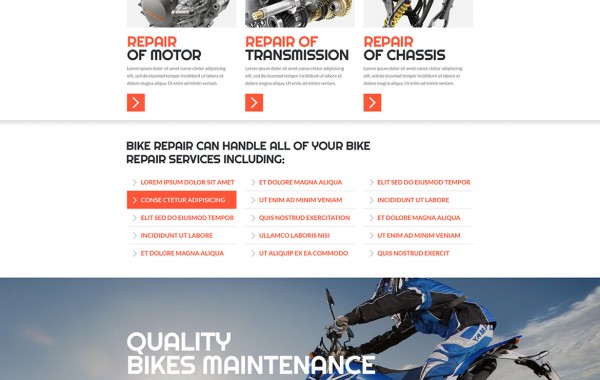 REPAIR
OF MOTOR
Lorem ipsum dolor sit amet conse ctetur adipisicing
elit, sed do eiusmod tempor incididunt ut labore et
dolore magna aliqua. Ut enim ad minim veniam.
REPAIR OF
TRANSMISSION
Lorem ipsum dolor sit amet conse ctetur adipisicing
elit, sed do eiusmod tempor incididunt ut labore et
dolore magna aliqua. Ut enim ad minim veniam.
REPAIR
OF CHASSIS
Lorem ipsum dolor sit amet conse ctetur adipisicing
elit, sed do eiusmod tempor incididunt ut labore et
dolore magna aliqua. Ut enim ad minim veniam.
BIKE REPAIR CAN HANDLE ALL OF YOUR BIKE
REPAIR SERVICES INCLUDING:
LOREM IPSUM DOLOR SIT AMET
CONSE CTETUR ADIPISICING
ELIT SED DO EIUSMOD TEMPOR
INCIDIDUNT UT LABORE
ET DOLORE MAGNA ALIQUA
ET DOLORE MAGNA ALIQUA
UT ENIM AD MINIM VENIAM
QUIS NOSTRUD EXERCITATION
ULLAMCO LABORIS NISI
UT ALIQUIP EX EA COMMODO
ELIT SED DO EIUSMOD TEMPOR
INCIDIDUNT UT LABORE
ET DOLORE MAGNA ALIQUA
UT ENIM AD MINIM VENIAM
QUIS NOSTRUD EXERCIT
QUALITY
BIKES MAINTENANCE